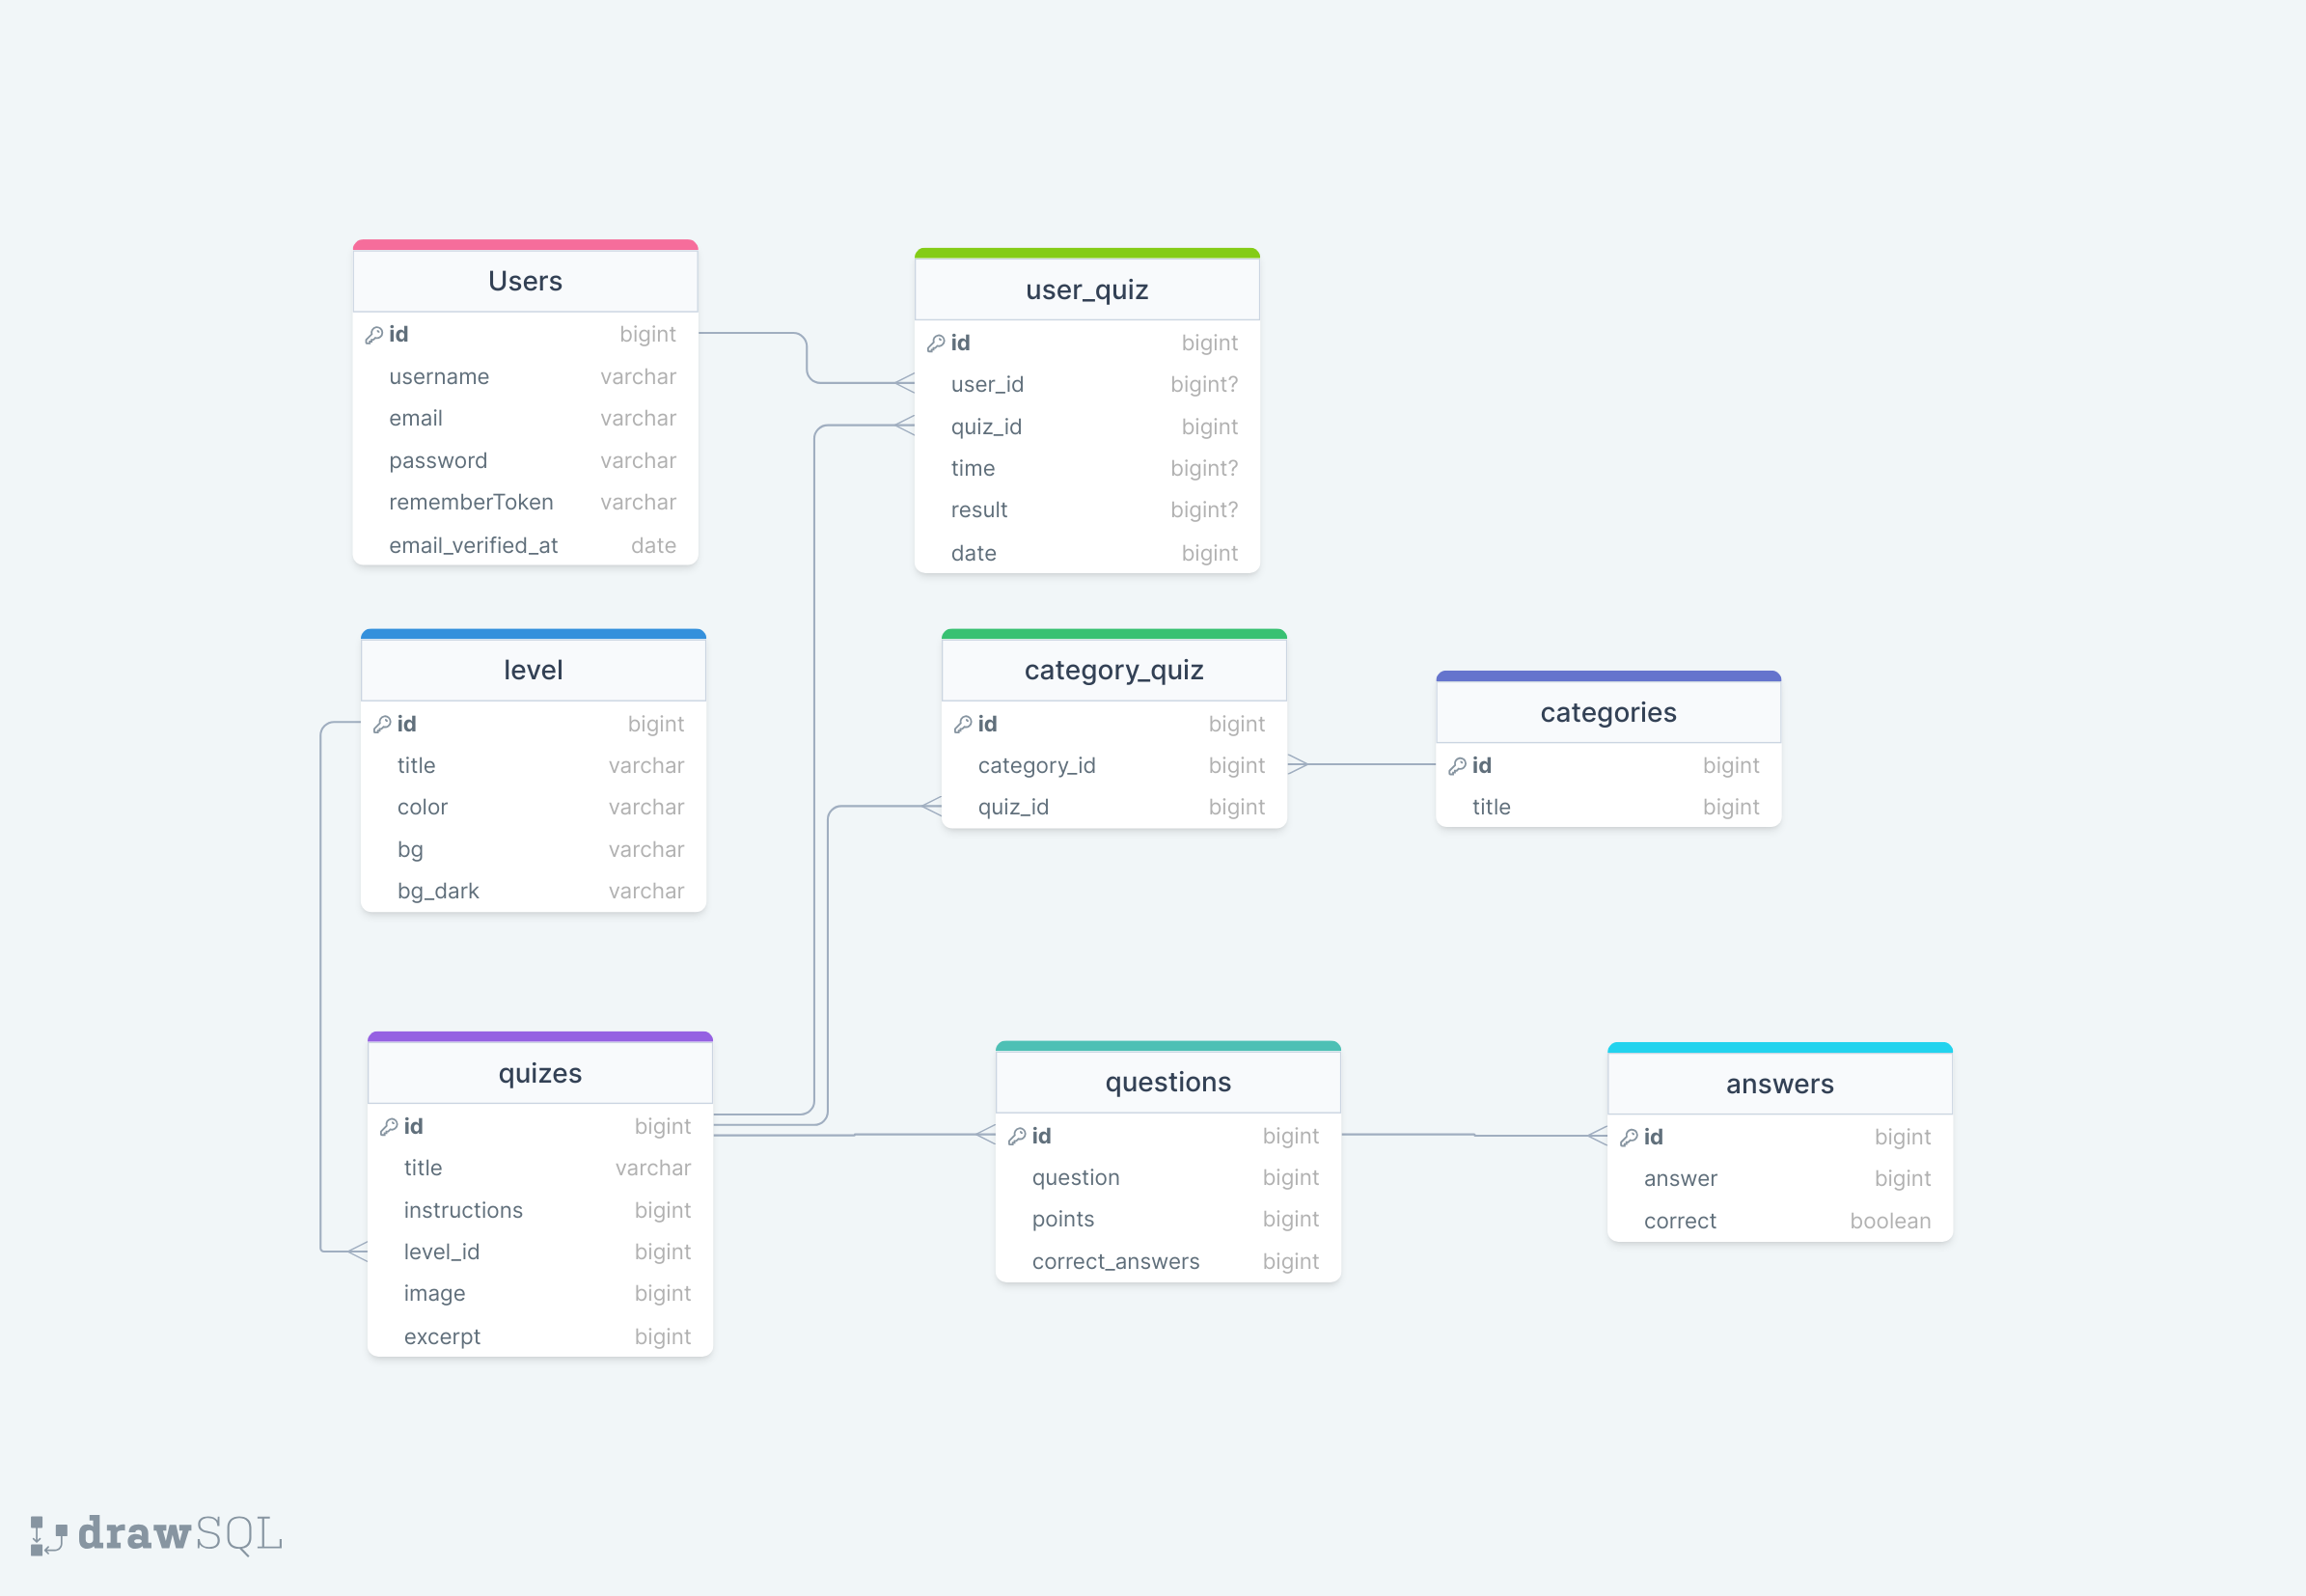 Users
id bigint
username varchar
email varchar
password varchar
rememberToken varchar
email_verified_at date
user_quiz
id bigint
user_id bigint?
quiz_id bigint
time bigint?
result bigint?
date bigint
level
id bigint
title varchar
color varchar
bg varchar
bg_dark varchar
category_quiz
id bigint
category_id bigint
quiz_id bigint
categories
id bigint
title bigint
quizes
id bigint
title varchar
instructions bigint
level_id bigint
image bigint
excerpt bigint
questions
id bigint
question bigint
points bigint
correct_answers bigint
answers
id bigint
answer bigint
correct boolean
drawSQL